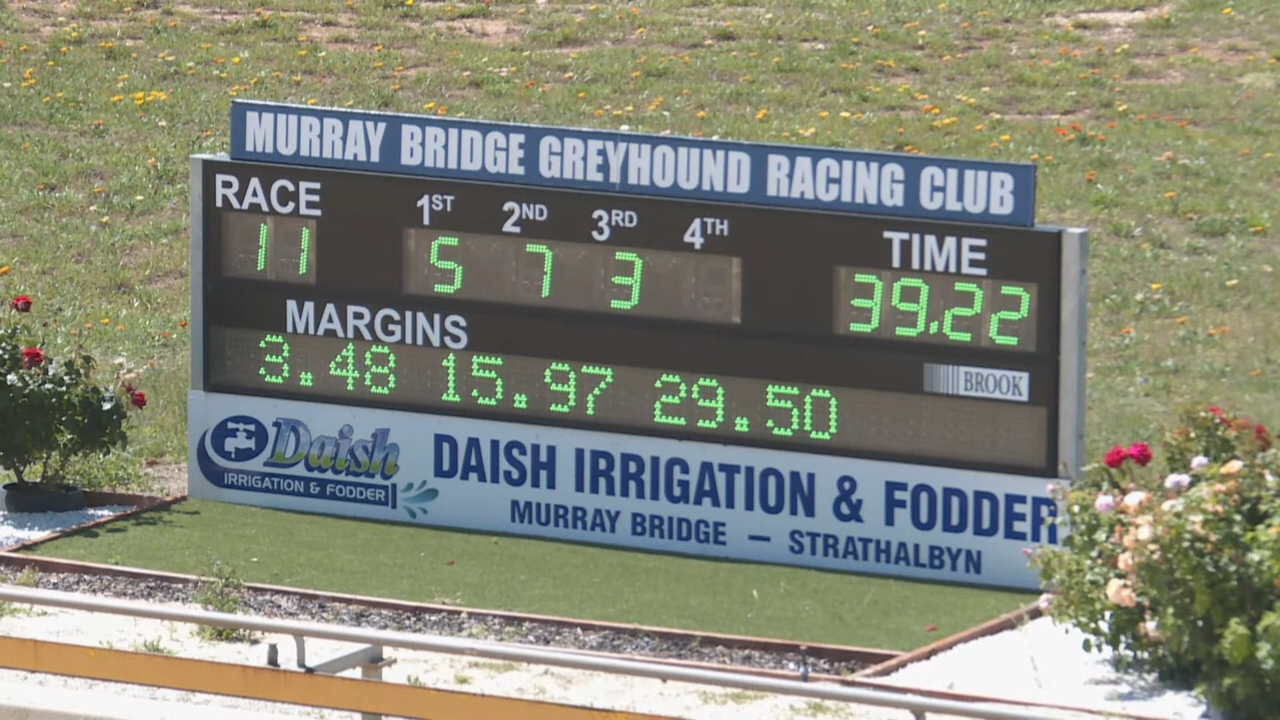 MURRAY BRIDGE GREYHOUND RACING CLUB
RACE 1ST 2ND 3RD 4TH TIME
11 5 7 3 39.22
MARGINS
3.48 15.97 29.50
BROOK
Daish
IRRIGATION & FODDER
DAISH IRRIGATION & FODDER
MURRAY BRIDGE – STRATHALBYN